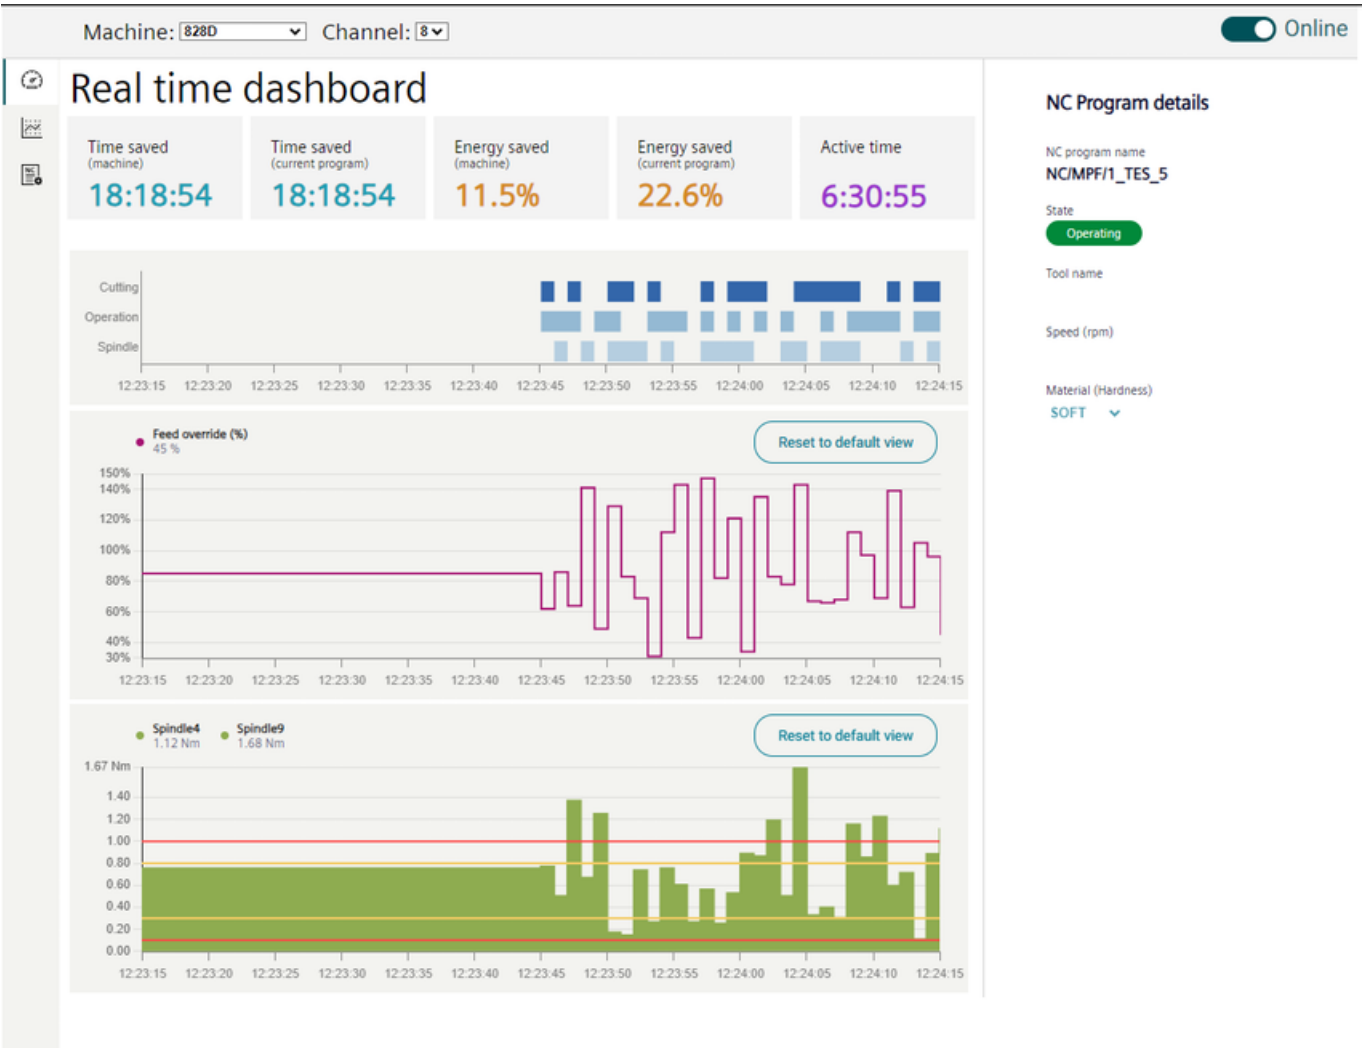 Machine: 828D Channel: 8 Online
Real time dashboard
Time saved
(machine)
18:18:54
Time saved
(current program)
18:18:54
Energy saved
(machine)
11.5%
Energy saved
(current program)
22.6%
Active time
6:30:55
NC Program details
NC program name
NC/MPF/1_TES_5
State
Operating
Tool name
Speed (rpm)
Material (Hardness)
SOFT
NC
Cutting
Operation
Spindle
12:23:15 12:23:20 12:23:25 12:23:30 12:23:35 12:23:40 12:23:45 12:23:50 12:23:55 12:24:00 12:24:05 12:24:10 12:24:15
Feed override (%)
45 %
Reset to default view
150%
140%
120%
100%
80%
60%
40%
30%
12:23:15 12:23:20 12:23:25 12:23:30 12:23:35 12:23:40 12:23:45 12:23:50 12:23:55 12:24:00 12:24:05 12:24:10 12:24:15
Spindle4 Spindle9
1.12 Nm 1.68 Nm
Reset to default view
1.67 Nm
1.40
1.20
1.00
0.80
0.60
0.40
0.20
0.00
12:23:15 12:23:20 12:23:25 12:23:30 12:23:35 12:23:40 12:23:45 12:23:50 12:23:55 12:24:00 12:24:05 12:24:10 12:24:15